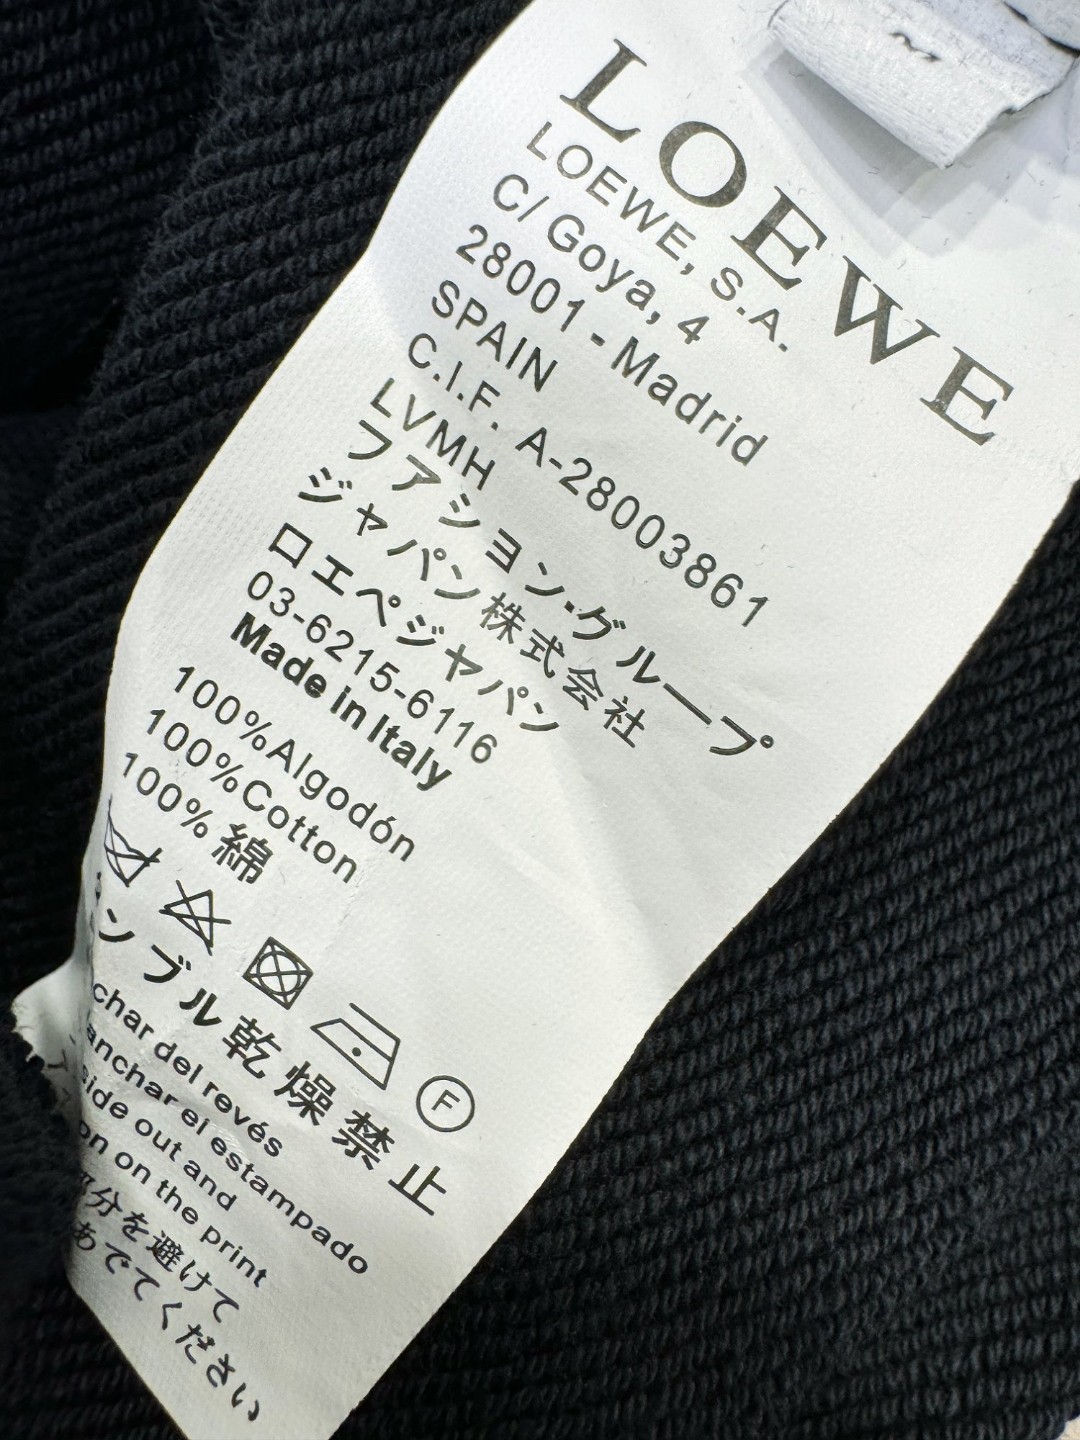 LOEWE
LOEWE, S.A.
C/ Goya, 4
28001 - Madrid
SPAIN
C.I.F. A-28003861
LVMH
ファション·グループ
ジャパン株式会社
ロエベジャパン
03-6215-6116
Made in Italy
100%Algodón
100%Cotton
100% 綿
F
ンブル乾燥禁止
char del revés
anchar el estampado
side out and
on on the print
部分を避けて
あでてください